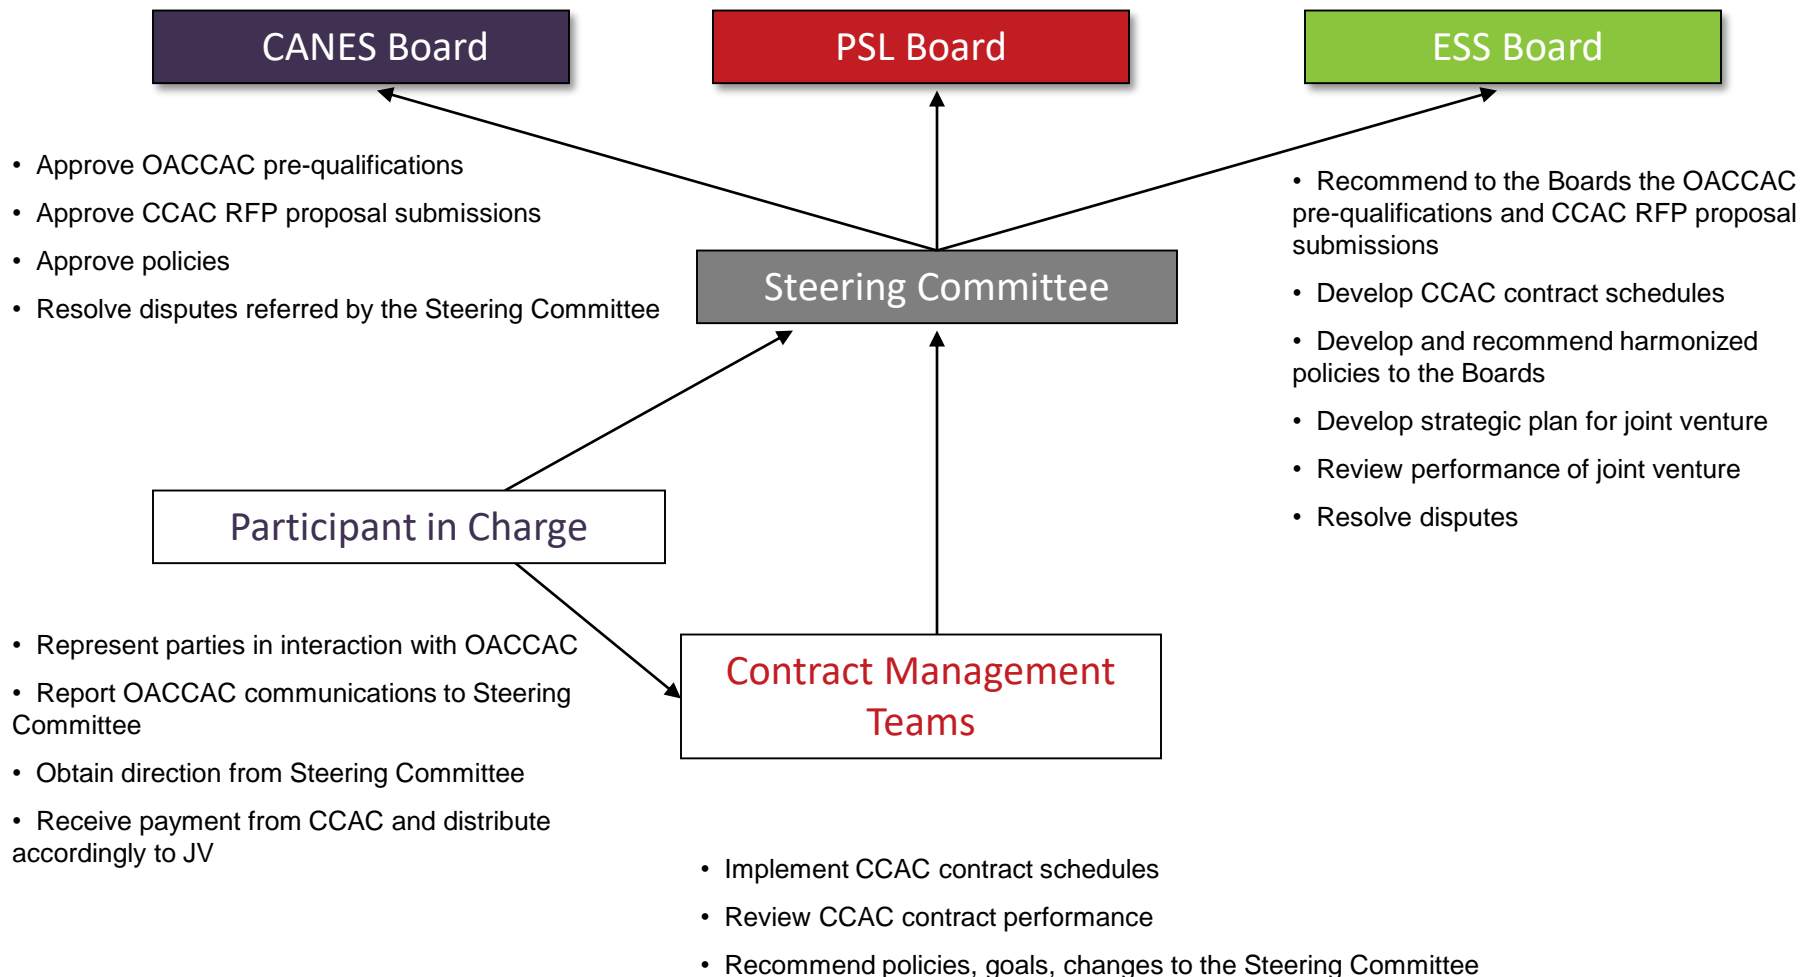 CANES Board
PSL Board
ESS Board
• Approve OACCAC pre-qualifications
• Approve CCAC RFP proposal submissions
• Approve policies
• Resolve disputes referred by the Steering Committee
• Recommend to the Boards the OACCAC
pre-qualifications and CCAC RFP proposal
submissions
• Develop CCAC contract schedules
• Develop and recommend harmonized
policies to the Boards
• Develop strategic plan for joint venture
• Review performance of joint venture
• Resolve disputes
Steering Committee
Participant in Charge
• Represent parties in interaction with OACCAC
• Report OACCAC communications to Steering
Committee
• Obtain direction from Steering Committee
• Receive payment from CCAC and distribute
accordingly to JV
Contract Management
Teams
• Implement CCAC contract schedules
• Review CCAC contract performance
• Recommend policies, goals, changes to the Steering Committee